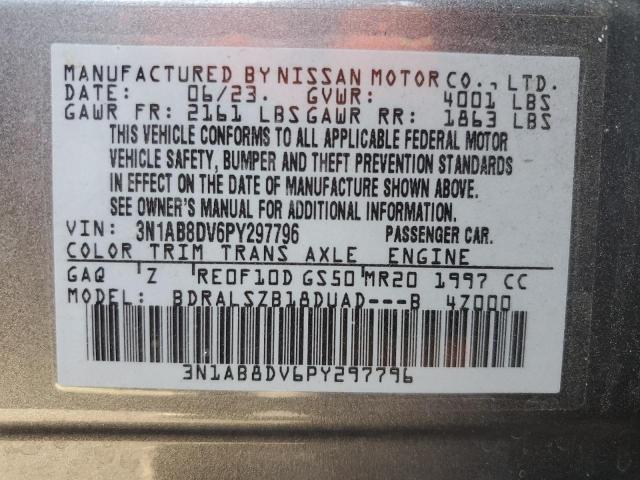 MANUFACTURED BY NISSAN MOTOR CO., LTD.
DATE: 06/23. GVWR: 4001 LBS
GAWR FR: 2161 LBS GAWR RR: 1863 LBS
THIS VEHICLE CONFORMS TO ALL APPLICABLE FEDERAL MOTOR
VEHICLE SAFETY, BUMPER AND THEFT PREVENTION STANDARDS
IN EFFECT ON THE DATE OF MANUFACTURE SHOWN ABOVE.
SEE OWNER'S MANUAL FOR ADDITIONAL INFORMATION.
VIN: 3N1AB8DV6PY297796 PASSENGER CAR.
COLOR TRIM TRANS AXLE ENGINE
GAQ Z RE0F10D GS50 MR20 1997 CC
MODEL: BDRALSZB18DUAD---B 4Z000
3N1AB8DV6PY297796